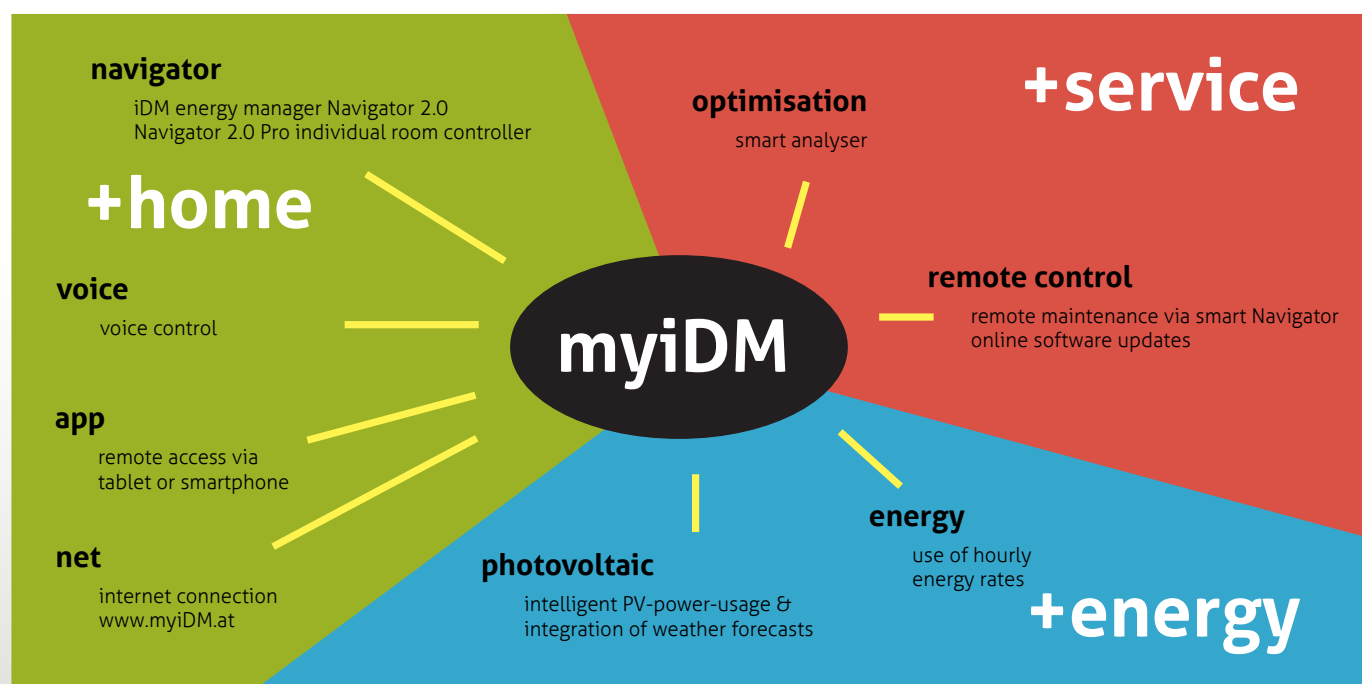 navigator
iDM energy manager Navigator 2.0
Navigator 2.0 Pro individual room controller
+home
voice
voice control
app
remote access via
tablet or smartphone
net
internet connection
www.myiDM.at
myiDM
+service
optimisation
smart analyser
remote control
remote maintenance via smart Navigator
online software updates
photovoltaic
intelligent PV-power-usage &
integration of weather forecasts
energy
use of hourly
energy rates
+energy